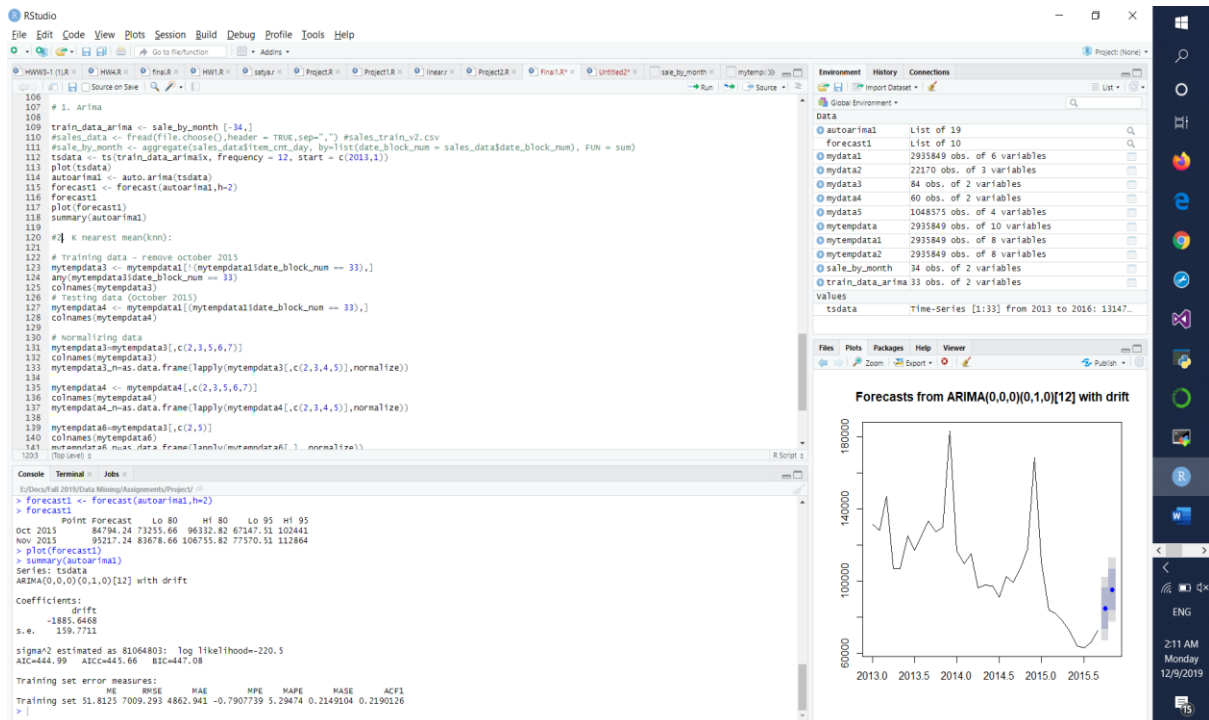 RStudio
File Edit Code View Plots Session Build Debug Profile Tools Help
Go to file/function Addins Project: (None)
HWW3-1 (1).R HW4.R final.R HW1.R satya.r Project.R Project1.R linear.r Project2.R Final1.R* Untitled2* sale_by_month mytemp
Source on Save Run Source
106
107 # 1. Arima
108
109 train_data_arima <- sale_by_month [-34,]
110 #sales_data <- fread(file.choose(),header = TRUE,sep=",") #sales_train_v2.csv
111 #sale_by_month <- aggregate(sales_data$item_cnt_day, by=list(date_block_num = sales_data$date_block_num), FUN = sum)
112 tsdata <- ts(train_data_arima$x, frequency = 12, start = c(2013,1))
113 plot(tsdata)
114 autoarima1 <- auto.arima(tsdata)
115 forecast1 <- forecast(autoarima1,h=2)
116 forecast1
117 plot(forecast1)
118 summary(autoarima1)
119
120 #2. K nearest mean(knn):
121
122 # Training data - remove october 2015
123 mytempdata3 <- mytempdata1[!(mytempdata1$date_block_num == 33),]
124 any(mytempdata3$date_block_num == 33)
125 colnames(mytempdata3)
126 # Testing data (October 2015)
127 mytempdata4 <- mytempdata1[(mytempdata1$date_block_num == 33),]
128 colnames(mytempdata4)
129
130 # Normalizing data
131 mytempdata3=mytempdata3[,c(2,3,5,6,7)]
132 colnames(mytempdata3)
133 mytempdata3_n=as.data.frame(lapply(mytempdata3[,c(2,3,4,5)],normalize))
134
135 mytempdata4 <- mytempdata4[,c(2,3,5,6,7)]
136 colnames(mytempdata4)
137 mytempdata4_n=as.data.frame(lapply(mytempdata4[,c(2,3,4,5)],normalize))
138
139 mytempdata6=mytempdata3[,c(2,5)]
140 colnames(mytempdata6)
141 mytempdata6_n=as.data.frame(lapply(mytempdata6[,],normalize))
120:3 (Top Level) R Script
Console Terminal Jobs
E:/Docs/Fall 2019/Data Mining/Assignments/Project/
> forecast1 <- forecast(autoarima1,h=2)
> forecast1
Point Forecast Lo 80 Hi 80 Lo 95 Hi 95
Oct 2015 84794.24 73255.66 96332.82 67147.51 102441
Nov 2015 95217.24 83678.66 106755.82 77570.51 112864
> plot(forecast1)
> summary(autoarima1)
Series: tsdata
ARIMA(0,0,0)(0,1,0)[12] with drift
Coefficients:
drift
-1885.6468
s.e. 159.7711
sigma^2 estimated as 81064803: log likelihood=-220.5
AIC=444.99 AICc=445.66 BIC=447.08
Training set error measures:
ME RMSE MAE MPE MAPE MASE ACF1
Training set 51.8125 7009.293 4862.941 -0.7907739 5.29474 0.2149104 0.2190126
>
Environment History Connections
Import Dataset List
Global Environment
Data
autoarima1 List of 19
forecast1 List of 10
mydata1 2935849 obs. of 6 variables
mydata2 22170 obs. of 3 variables
mydata3 84 obs. of 2 variables
mydata4 60 obs. of 2 variables
mydata5 1048575 obs. of 4 variables
mytempdata 2935849 obs. of 10 variables
mytempdata1 2935849 obs. of 8 variables
mytempdata2 2935849 obs. of 8 variables
sale_by_month 34 obs. of 2 variables
train_data_arima 33 obs. of 2 variables
Values
tsdata Time-Series [1:33] from 2013 to 2016: 13147…
Files Plots Packages Help Viewer
Zoom Export Publish
Forecasts from ARIMA(0,0,0)(0,1,0)[12] with drift
180000
140000
100000
60000
2013.0 2013.5 2014.0 2014.5 2015.0 2015.5
ENG
2:11 AM
Monday
12/9/2019
15